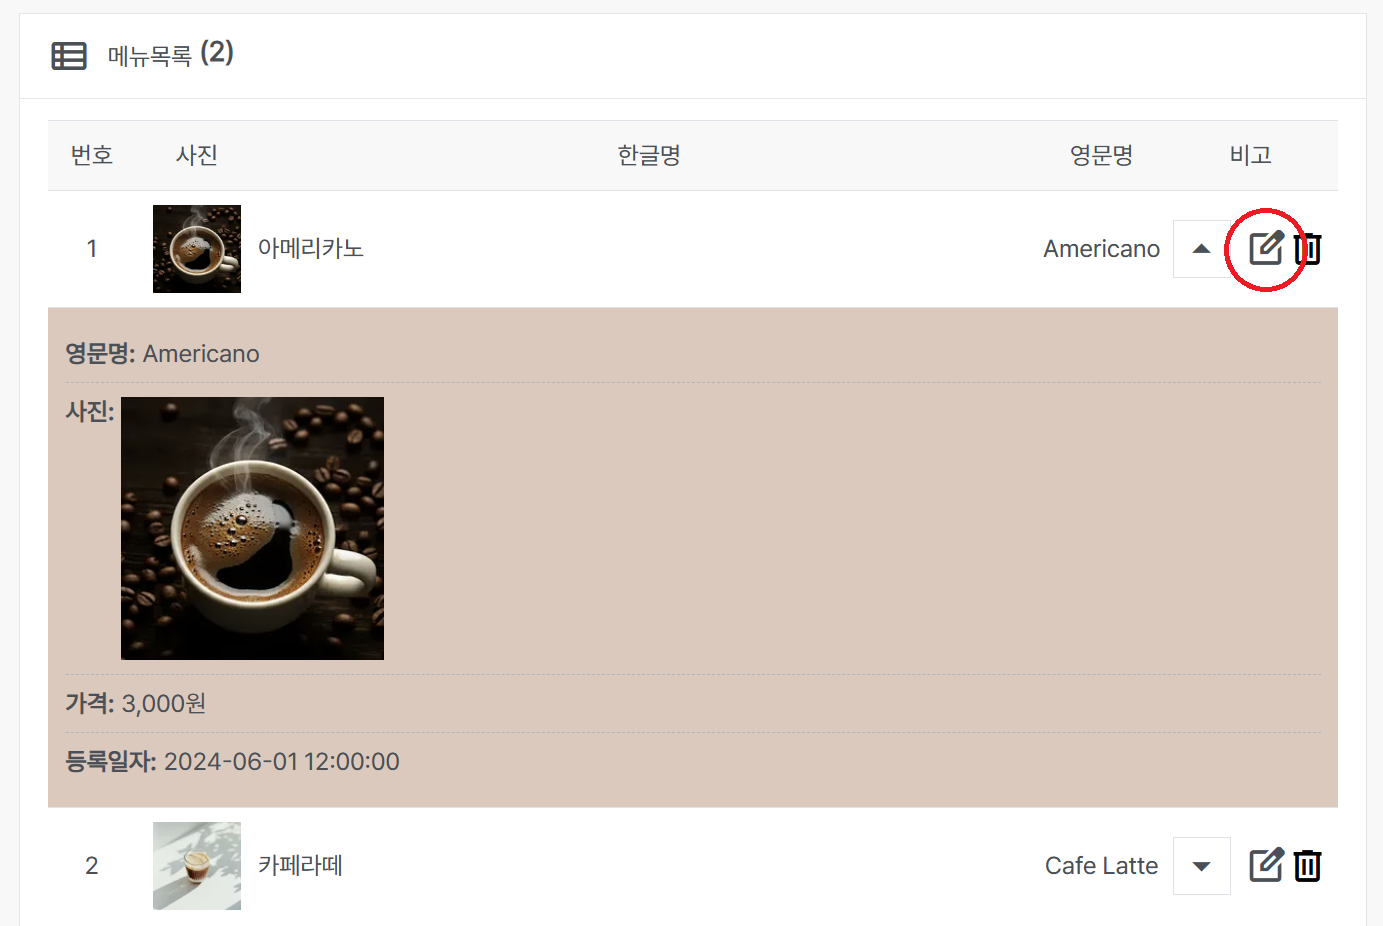 메뉴목록 (2)
번호 사진 한글명 영문명 비고
1 아메리카노 Americano
영문명: Americano
사진:
가격: 3,000원
등록일자: 2024-06-01 12:00:00
2 카페라떼 Cafe Latte